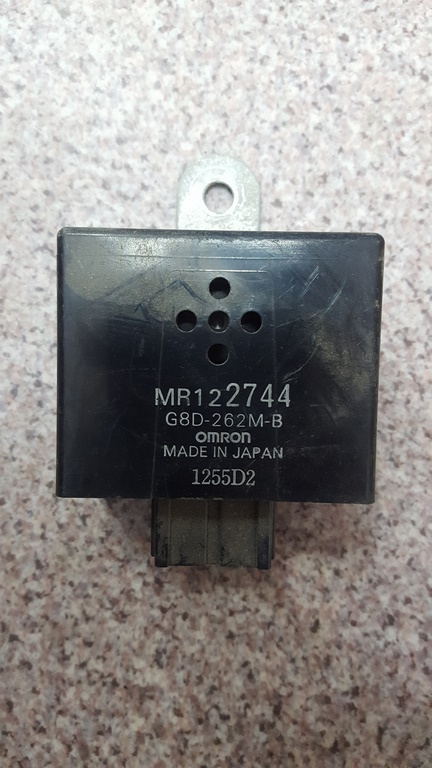 MR122744
G8D-262M-B
OMRON
MADE IN JAPAN
1255D2